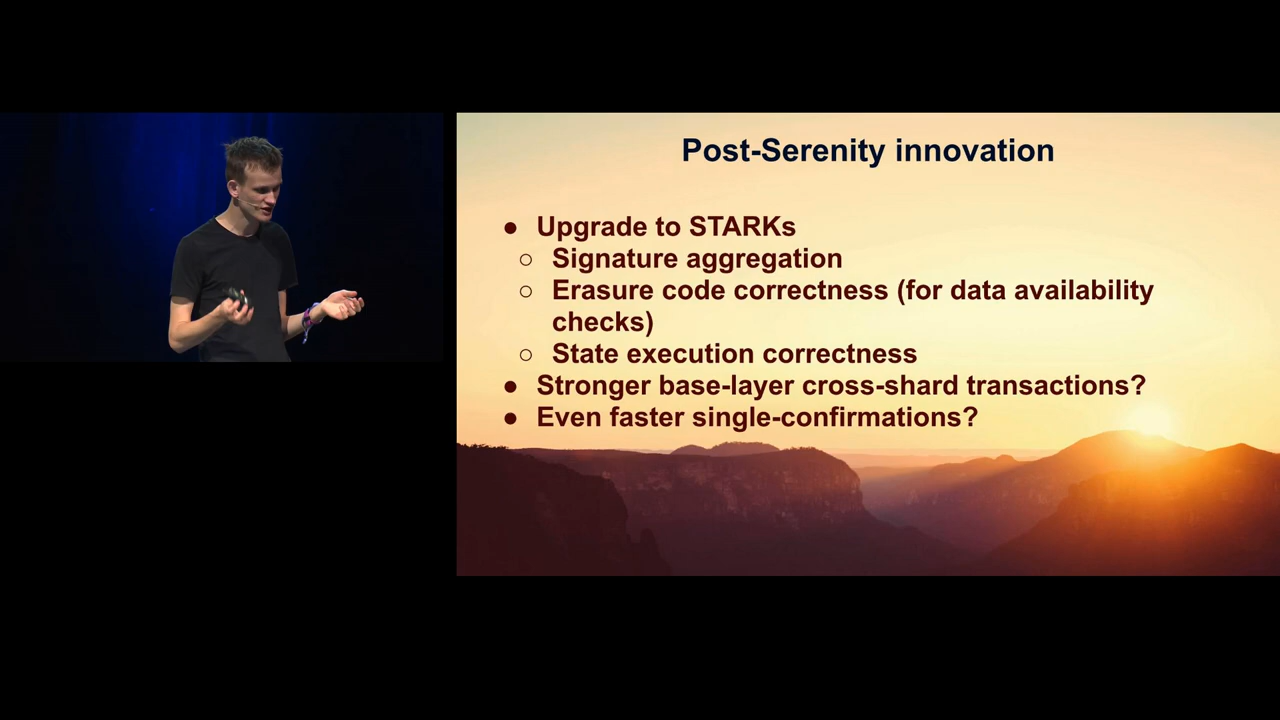 Post-Serenity innovation
● Upgrade to STARKs
○ Signature aggregation
○ Erasure code correctness (for data availability
checks)
○ State execution correctness
● Stronger base-layer cross-shard transactions?
● Even faster single-confirmations?